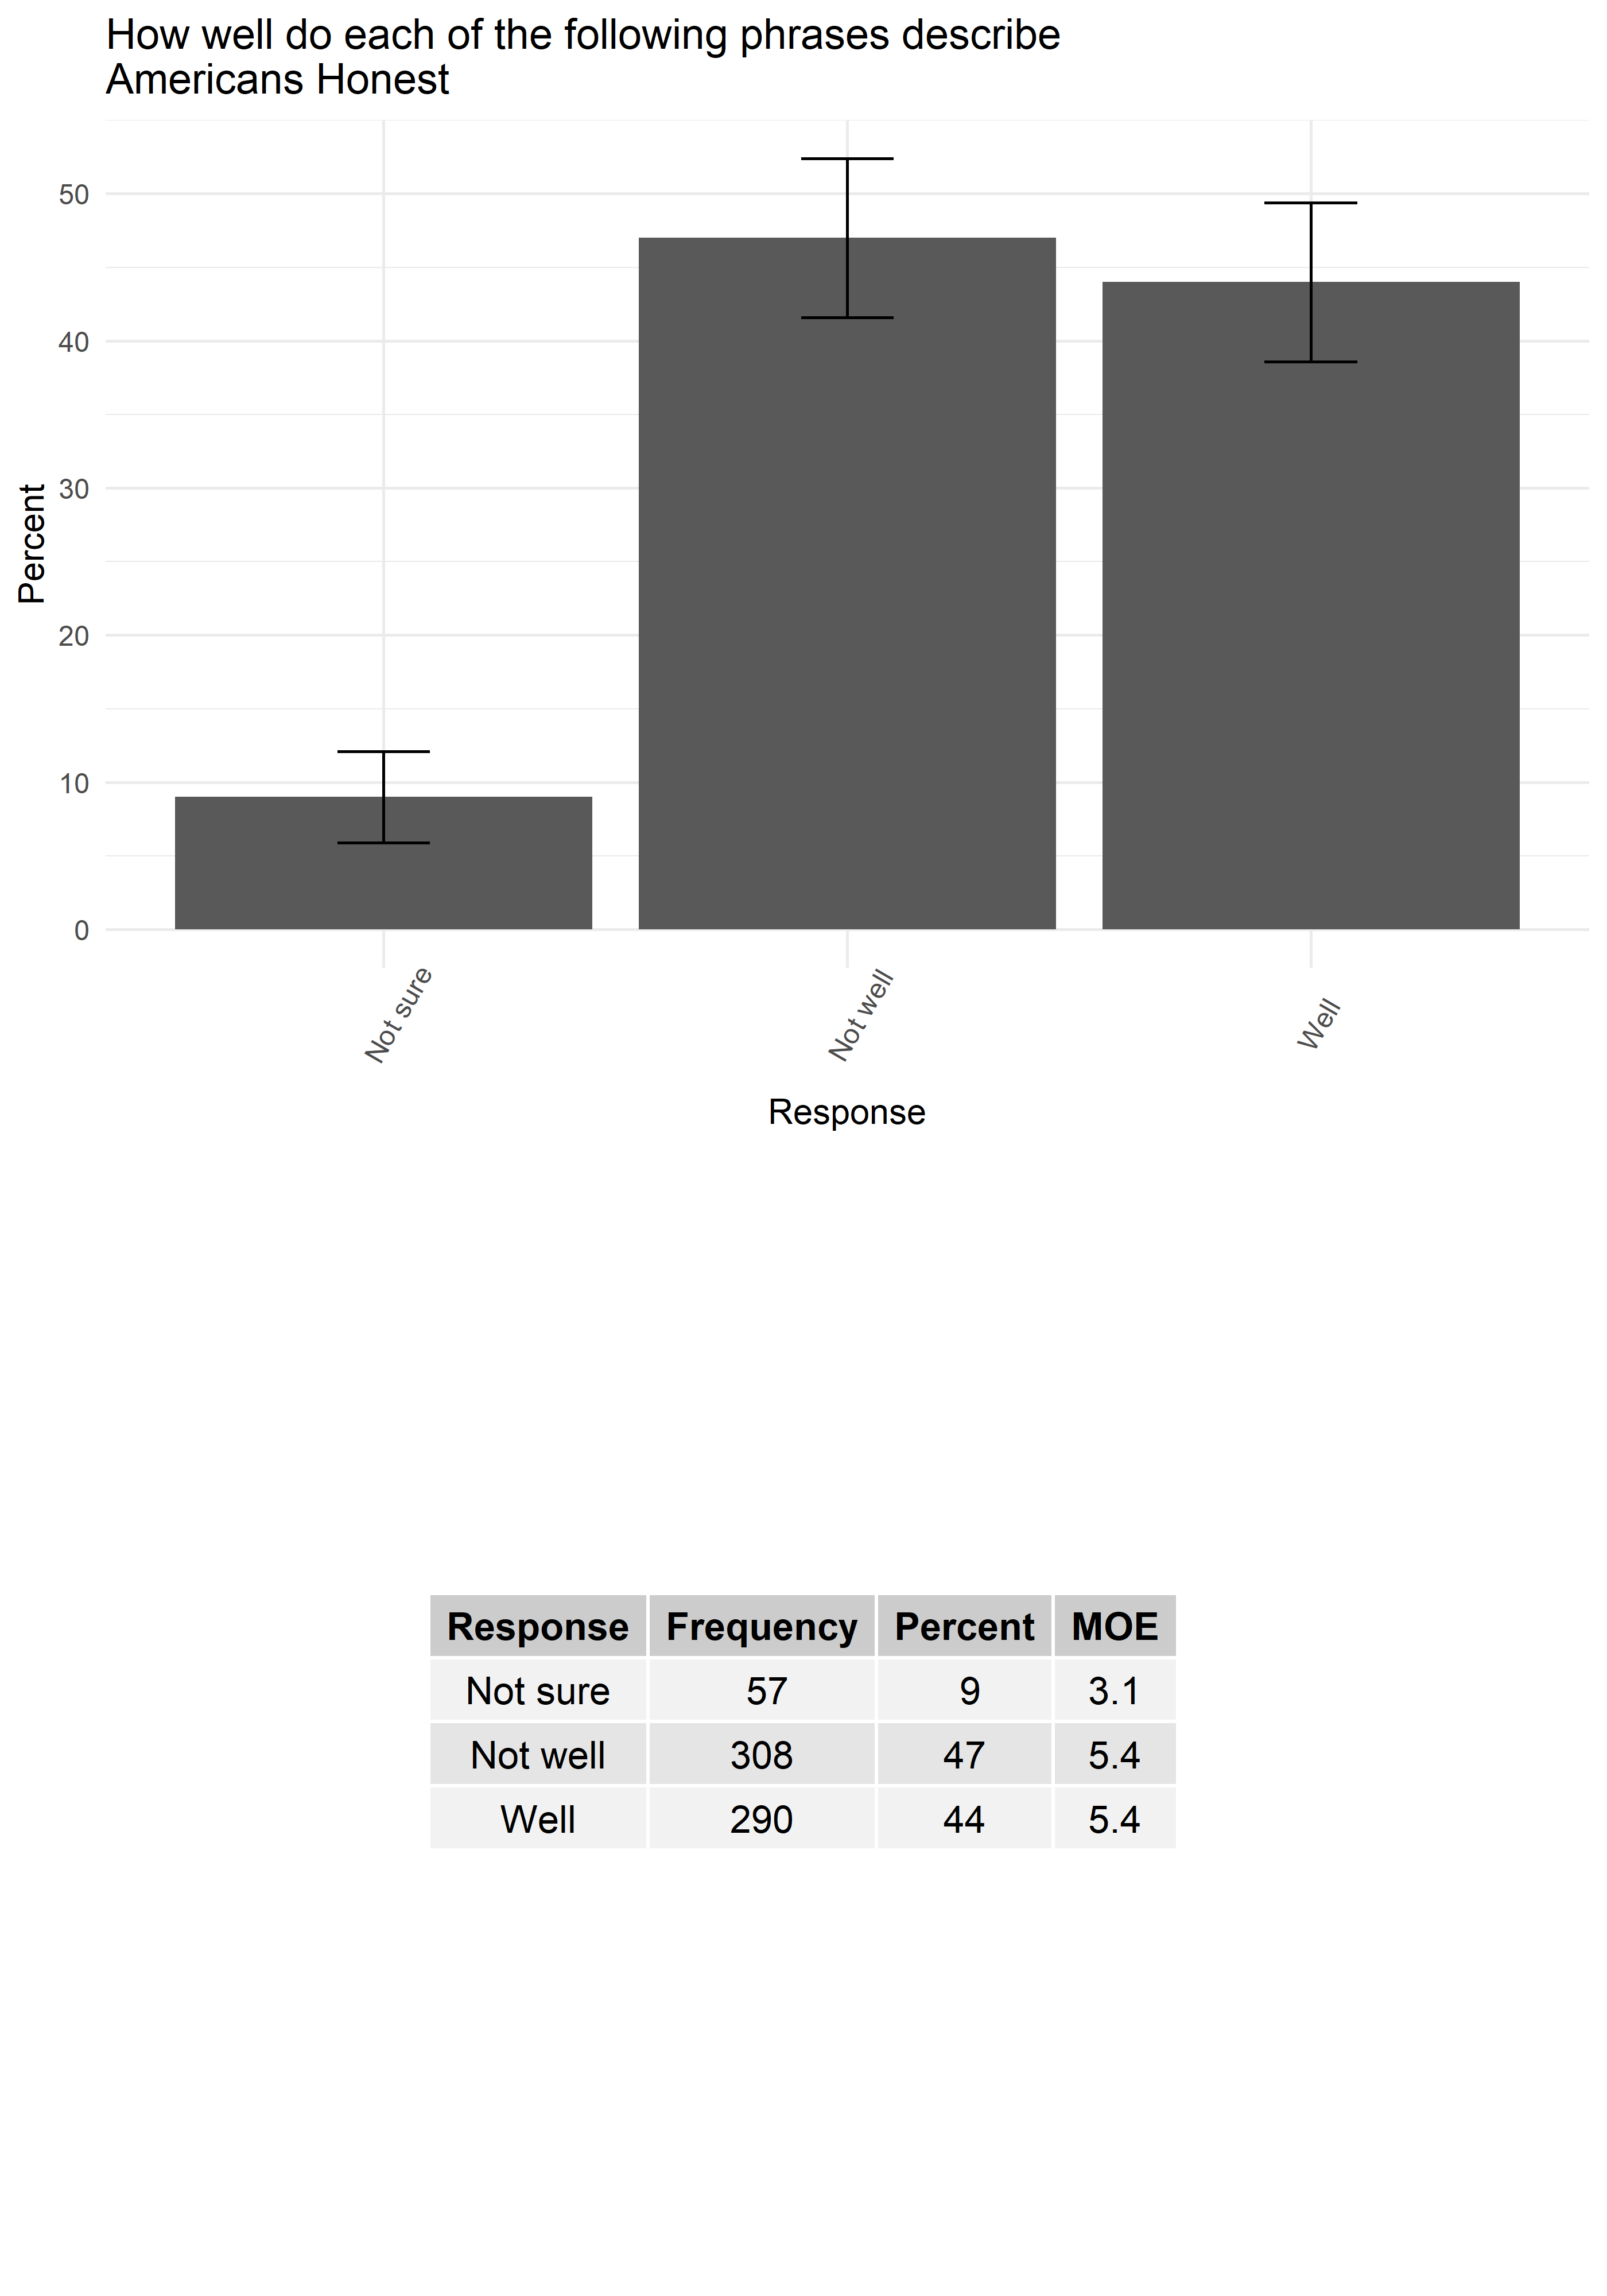 How well do each of the following phrases describe
Americans Honest
Percent
50
40
30
20
10
0
Not sure
Not well
Well
Response
Response Frequency Percent MOE
Not sure 57 9 3.1
Not well 308 47 5.4
Well 290 44 5.4